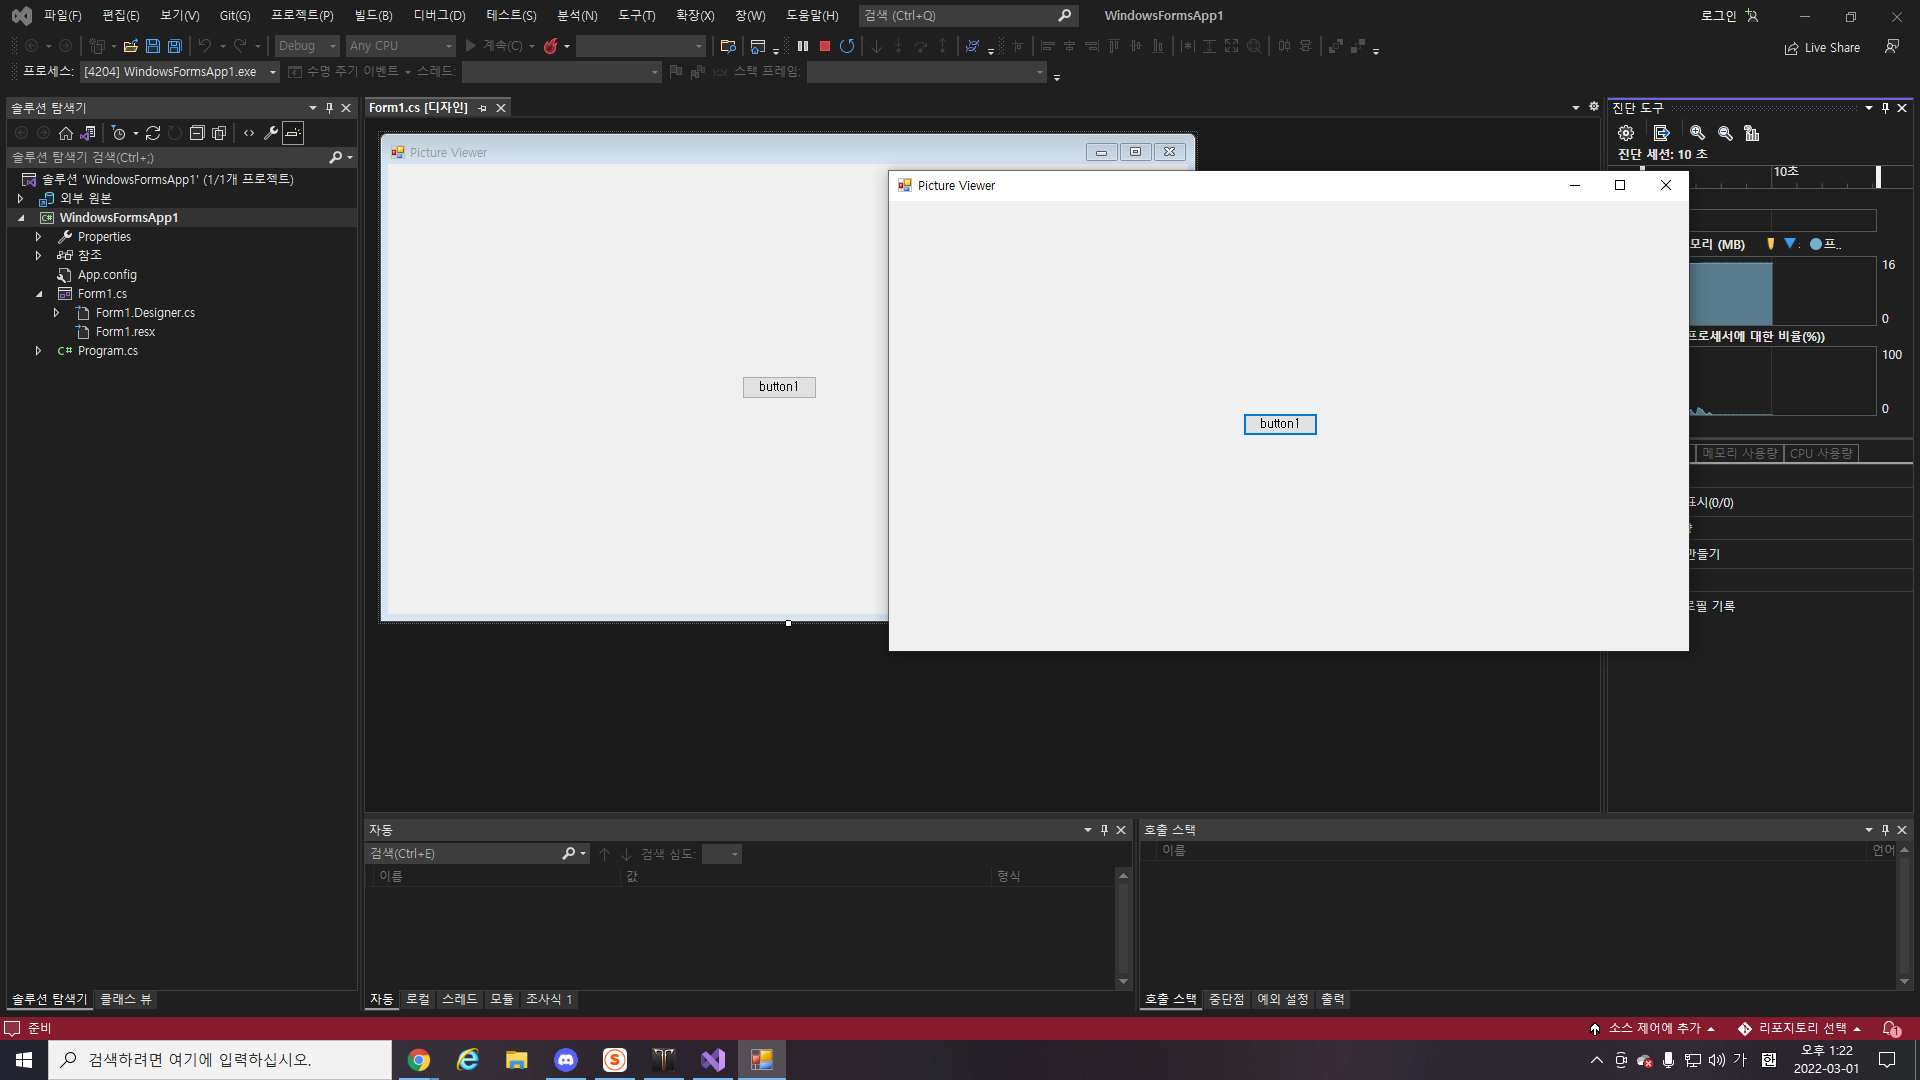 파일(F) 편집(E) 보기(V) Git(G) 프로젝트(P) 빌드(B) 디버그(D) 테스트(S) 분석(N) 도구(T) 확장(X) 창(W) 도움말(H) 검색 (Ctrl+Q) WindowsFormsApp1 로그인
Debug Any CPU 계속(C) Live Share
프로세스: [4204] WindowsFormsApp1.exe 수명 주기 이벤트 스레드: 스택 프레임:
솔루션 탐색기
솔루션 탐색기 검색(Ctrl+;)
솔루션 'WindowsFormsApp1' (1/1개 프로젝트)
외부 원본
WindowsFormsApp1
Properties
참조
App.config
Form1.cs
Form1.Designer.cs
Form1.resx
Program.cs
솔루션 탐색기 클래스 뷰
Form1.cs [디자인]
Picture Viewer
button1
Picture Viewer
button1
진단 도구
진단 세션: 10 초
10초
모리 (MB) 프..
16
0
프로세서에 대한 비율(%))
100
0
메모리 사용량 CPU 사용량
표시(0/0)
만들기
로필 기록
자동
검색(Ctrl+E) 검색 심도:
이름 값 형식
자동 로컬 스레드 모듈 조사식 1
호출 스택
이름 언어
호출 스택 중단점 예외 설정 출력
준비 소스 제어에 추가 리포지토리 선택 1
검색하려면 여기에 입력하십시오.
가 한
오후 1:22
2022-03-01